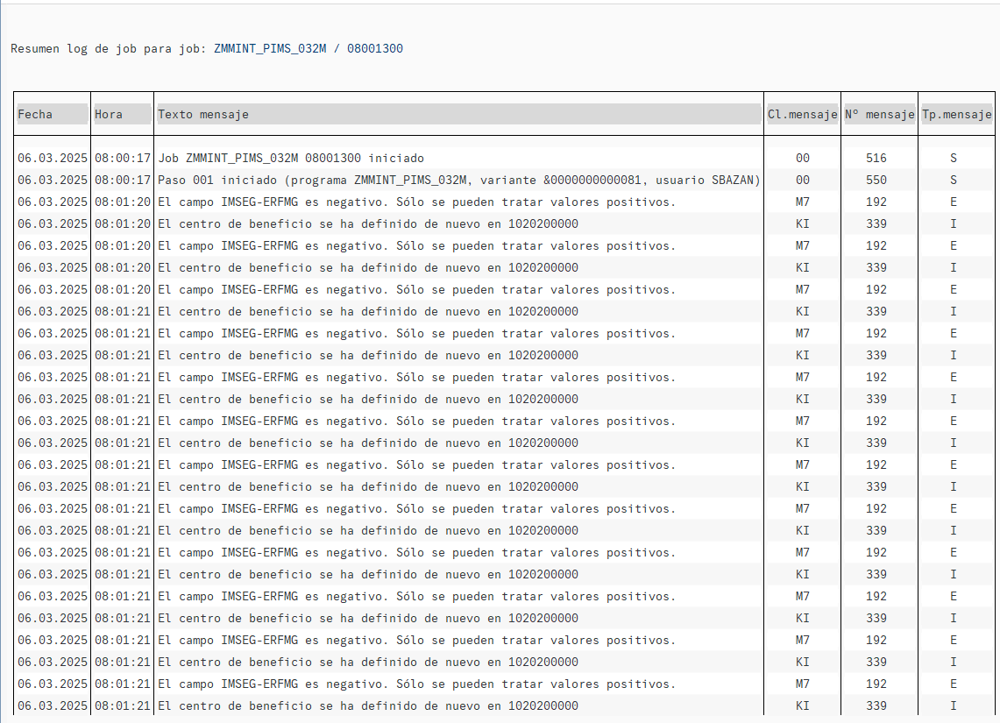 Resumen log de job para job: ZMMINT_PIMS_032M / 08001300
Fecha Hora Texto mensaje Cl.mensaje Nº mensaje Tp.mensaje
06.03.2025 08:00:17 Job ZMMINT_PIMS_032M 08001300 iniciado 00 516 S
06.03.2025 08:00:17 Paso 001 iniciado (programa ZMMINT_PIMS_032M, variante &0000000000081, usuario SBAZAN) 00 550 S
06.03.2025 08:01:20 El campo IMSEG-ERFMG es negativo. Sólo se pueden tratar valores positivos. M7 192 E
06.03.2025 08:01:20 El centro de beneficio se ha definido de nuevo en 1020200000 KI 339 I
06.03.2025 08:01:20 El campo IMSEG-ERFMG es negativo. Sólo se pueden tratar valores positivos. M7 192 E
06.03.2025 08:01:20 El centro de beneficio se ha definido de nuevo en 1020200000 KI 339 I
06.03.2025 08:01:20 El campo IMSEG-ERFMG es negativo. Sólo se pueden tratar valores positivos. M7 192 E
06.03.2025 08:01:21 El centro de beneficio se ha definido de nuevo en 1020200000 KI 339 I
06.03.2025 08:01:21 El campo IMSEG-ERFMG es negativo. Sólo se pueden tratar valores positivos. M7 192 E
06.03.2025 08:01:21 El centro de beneficio se ha definido de nuevo en 1020200000 KI 339 I
06.03.2025 08:01:21 El campo IMSEG-ERFMG es negativo. Sólo se pueden tratar valores positivos. M7 192 E
06.03.2025 08:01:21 El centro de beneficio se ha definido de nuevo en 1020200000 KI 339 I
06.03.2025 08:01:21 El campo IMSEG-ERFMG es negativo. Sólo se pueden tratar valores positivos. M7 192 E
06.03.2025 08:01:21 El centro de beneficio se ha definido de nuevo en 1020200000 KI 339 I
06.03.2025 08:01:21 El campo IMSEG-ERFMG es negativo. Sólo se pueden tratar valores positivos. M7 192 E
06.03.2025 08:01:21 El centro de beneficio se ha definido de nuevo en 1020200000 KI 339 I
06.03.2025 08:01:21 El campo IMSEG-ERFMG es negativo. Sólo se pueden tratar valores positivos. M7 192 E
06.03.2025 08:01:21 El centro de beneficio se ha definido de nuevo en 1020200000 KI 339 I
06.03.2025 08:01:21 El campo IMSEG-ERFMG es negativo. Sólo se pueden tratar valores positivos. M7 192 E
06.03.2025 08:01:21 El centro de beneficio se ha definido de nuevo en 1020200000 KI 339 I
06.03.2025 08:01:21 El campo IMSEG-ERFMG es negativo. Sólo se pueden tratar valores positivos. M7 192 E
06.03.2025 08:01:21 El centro de beneficio se ha definido de nuevo en 1020200000 KI 339 I
06.03.2025 08:01:21 El campo IMSEG-ERFMG es negativo. Sólo se pueden tratar valores positivos. M7 192 E
06.03.2025 08:01:21 El centro de beneficio se ha definido de nuevo en 1020200000 KI 339 I
06.03.2025 08:01:21 El campo IMSEG-ERFMG es negativo. Sólo se pueden tratar valores positivos. M7 192 E
06.03.2025 08:01:21 El centro de beneficio se ha definido de nuevo en 1020200000 KI 339 I